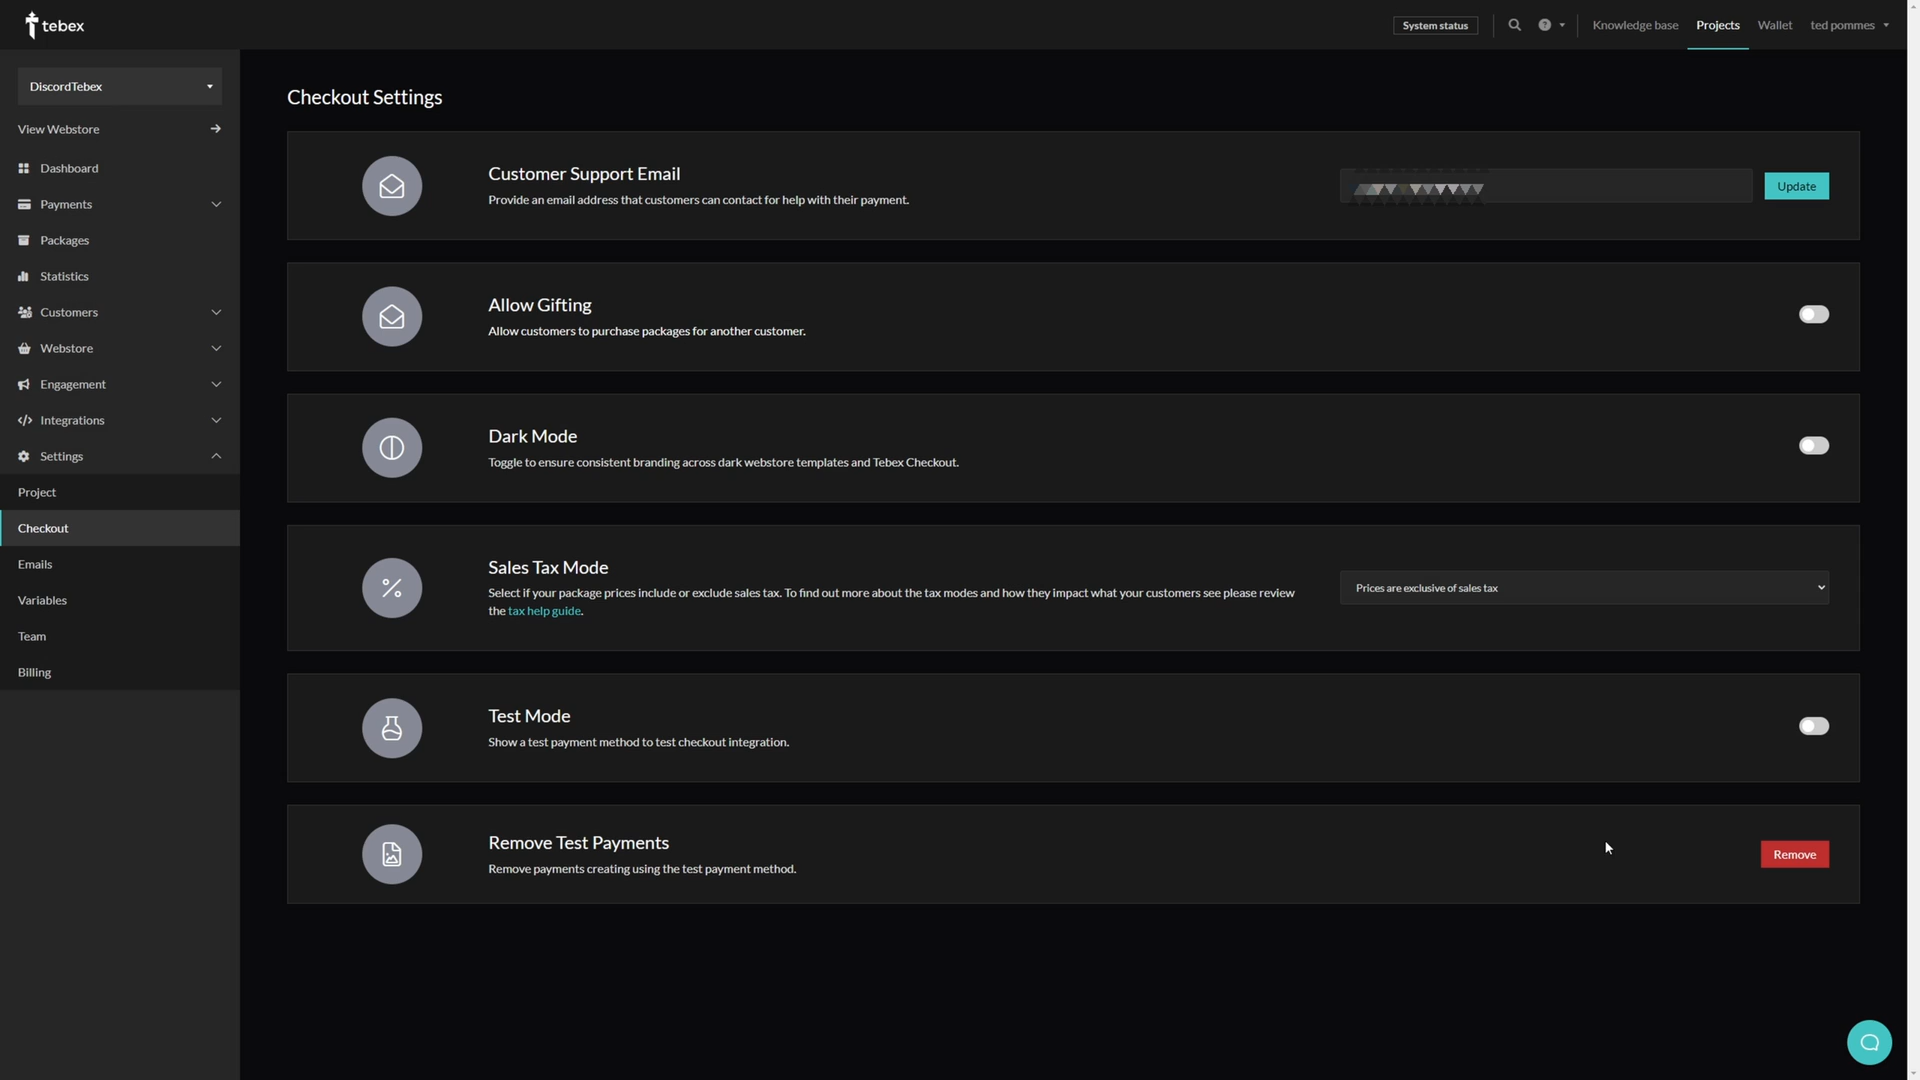 tebex
System status
Knowledge base
Projects
Wallet
ted pommes
DiscordTebex
View Webstore
Dashboard
Payments
Packages
Statistics
Customers
Webstore
Engagement
Integrations
Settings
Project
Checkout
Emails
Variables
Team
Billing
Checkout Settings
Customer Support Email
Provide an email address that customers can contact for help with their payment.
Update
Allow Gifting
Allow customers to purchase packages for another customer.
Dark Mode
Toggle to ensure consistent branding across dark webstore templates and Tebex Checkout.
Sales Tax Mode
Select if your package prices include or exclude sales tax. To find out more about the tax modes and how they impact what your customers see please review
the tax help guide.
Prices are exclusive of sales tax
Test Mode
Show a test payment method to test checkout integration.
Remove Test Payments
Remove payments creating using the test payment method.
Remove